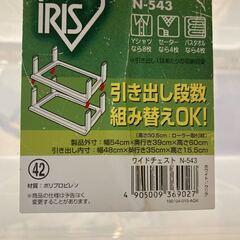 IRIS
N-543
Yシャツ
なら8枚
セーター
なら4枚
バスタオル
なら4枚
引き出し段数
組み替えOK!
(高さ30.5cm:ローラー取付時)
製品外寸:幅54cm×奥行き39cm×高さ60cm
引き出し内寸:幅48cm×奥行き35cm×高さ15.5cm
42
ワイドチェスト N-543
材質:ポリプロピレン
4905009369027